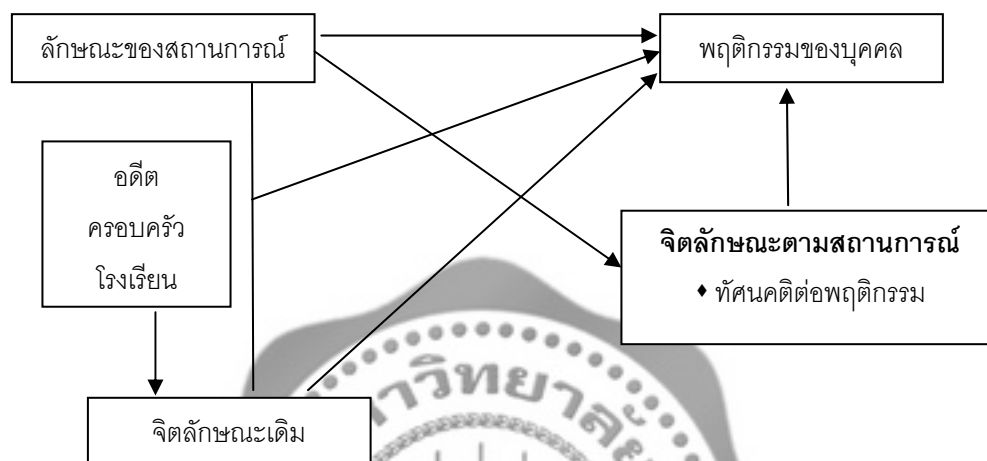 ลักษณะของสถานการณ์
พฤติกรรมของบุคคล
อดีต
ครอบครัว
โรงเรียน
จิตลักษณะตามสถานการณ์
♦ ทัศนคติต่อพฤติกรรม
จิตลักษณะเดิม